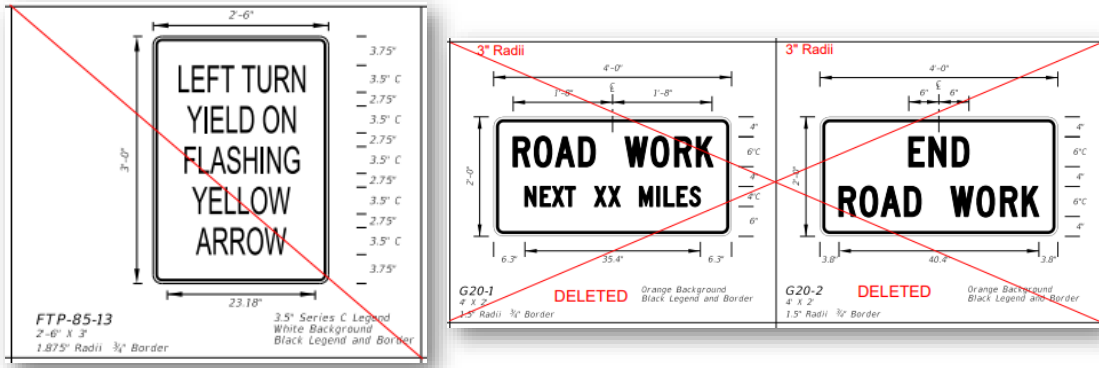 2'-6"
3'-0"
LEFT TURN
YIELD ON
FLASHING
YELLOW
ARROW
3.75"
3.5" C
2.75"
3.5" C
2.75"
3.5" C
2.75"
3.5" C
2.75"
3.5" C
3.75"
23.18"
FTP-85-13
2'-6" X 3'
1.875" Radii ¾" Border
3.5" Series C Legend
White Background
Black Legend and Border
3" Radii
4'-0"
1'-8"
1'-8"
2'-0"
ROAD WORK
NEXT XX MILES
4"
6"C
4"
4"C
6"
6.3"
35.4"
6.3"
G20-1
4' X 2'
1.5" Radii ¾" Border
DELETED
Orange Background
Black Legend and Border
3" Radii
4'-0"
6"
6"
2'-0"
END
ROAD WORK
4"
6"C
4"
6"C
4"
3.8"
40.4"
3.8"
G20-2
4' X 2'
1.5" Radii ¾" Border
DELETED
Orange Background
Black Legend and Border